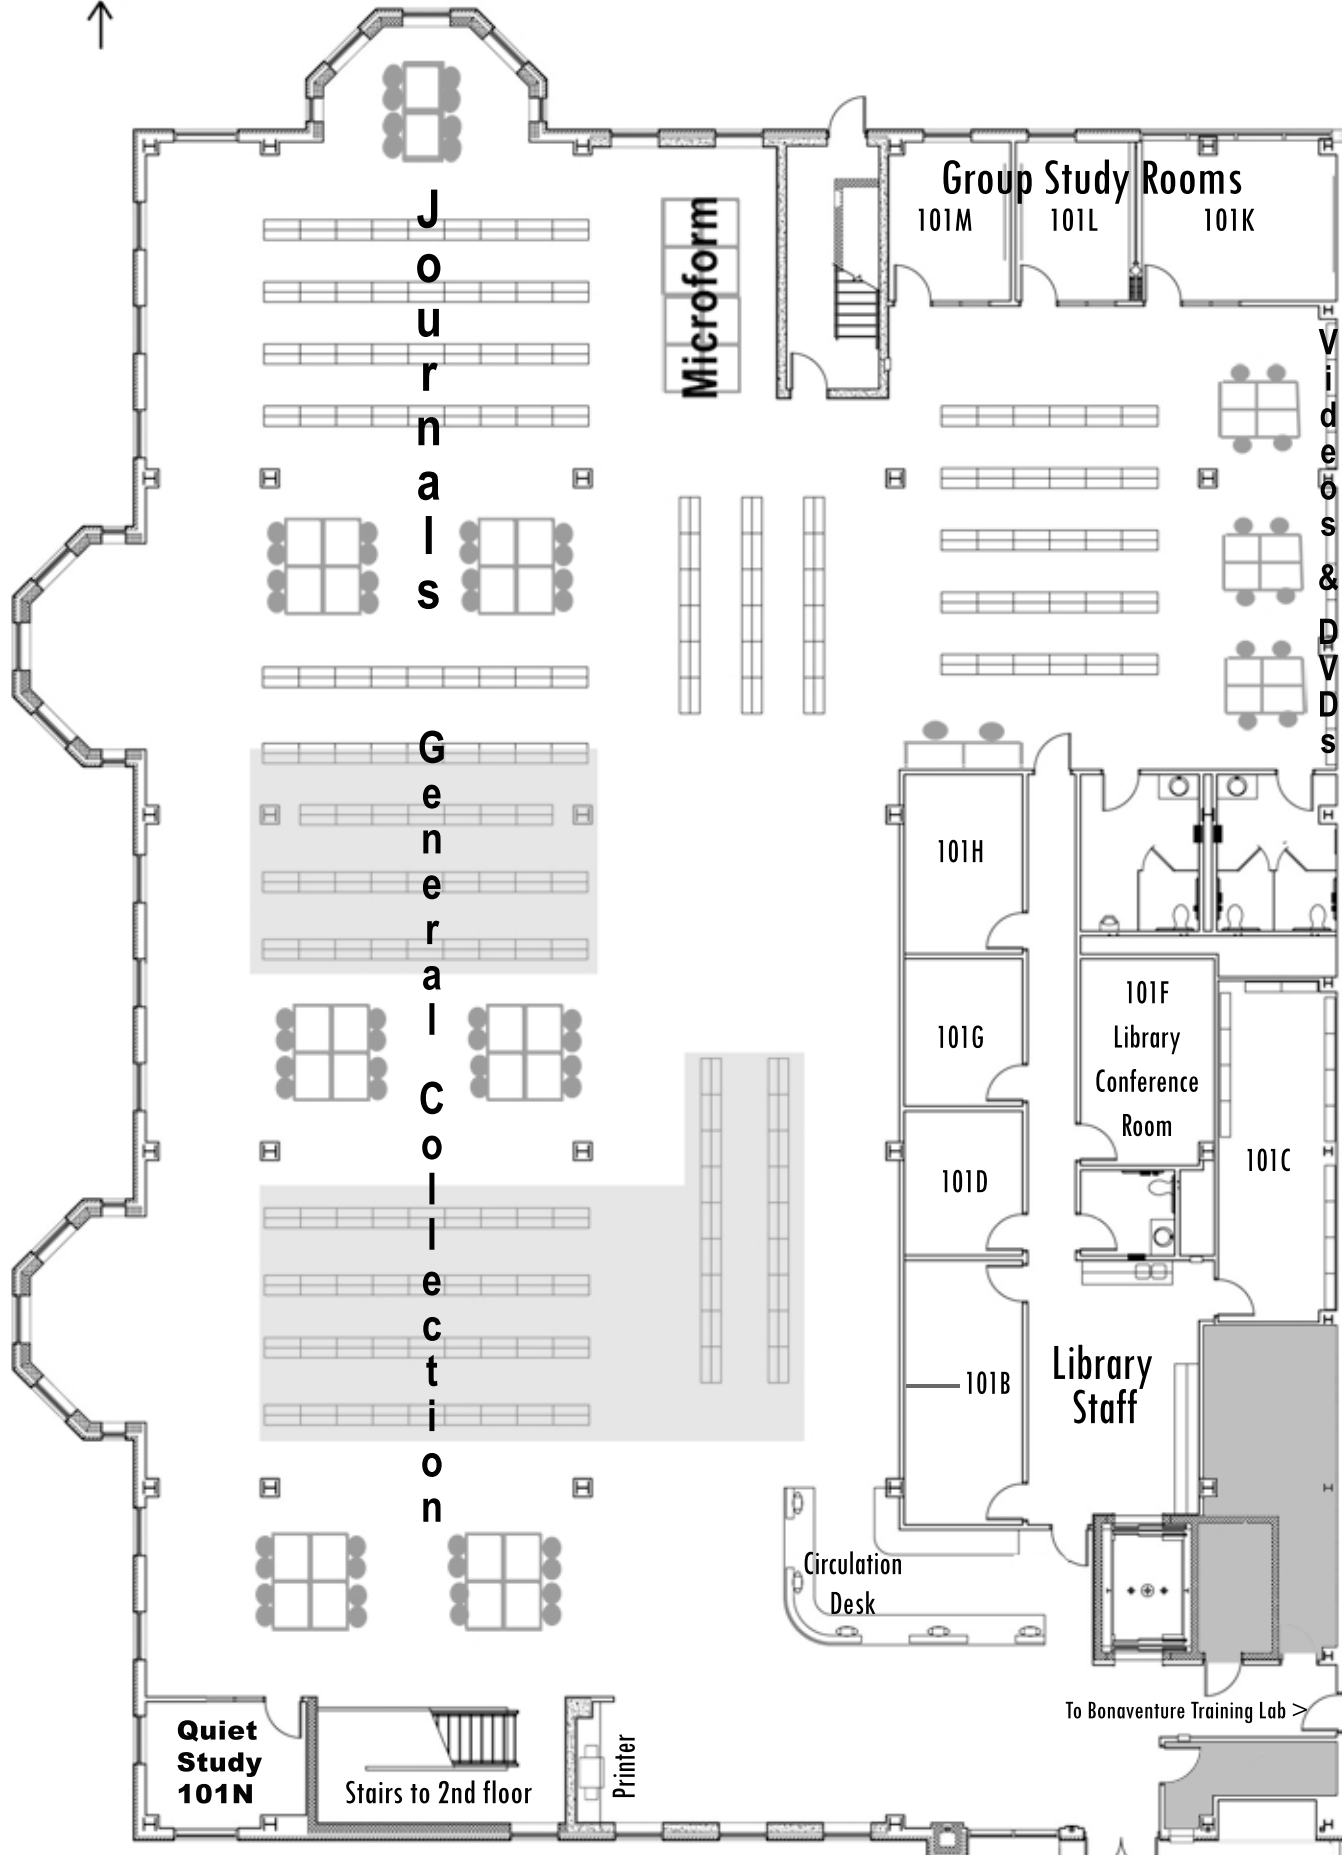 Group Study Rooms
101M
101L
101K
Journals
Microform
Videos & DVDs
General Collection
101H
101G
101F
Library
Conference
Room
101C
101D
101B
Library
Staff
Circulation
Desk
To Bonaventure Training Lab >
Quiet
Study
101N
Stairs to 2nd floor
Printer